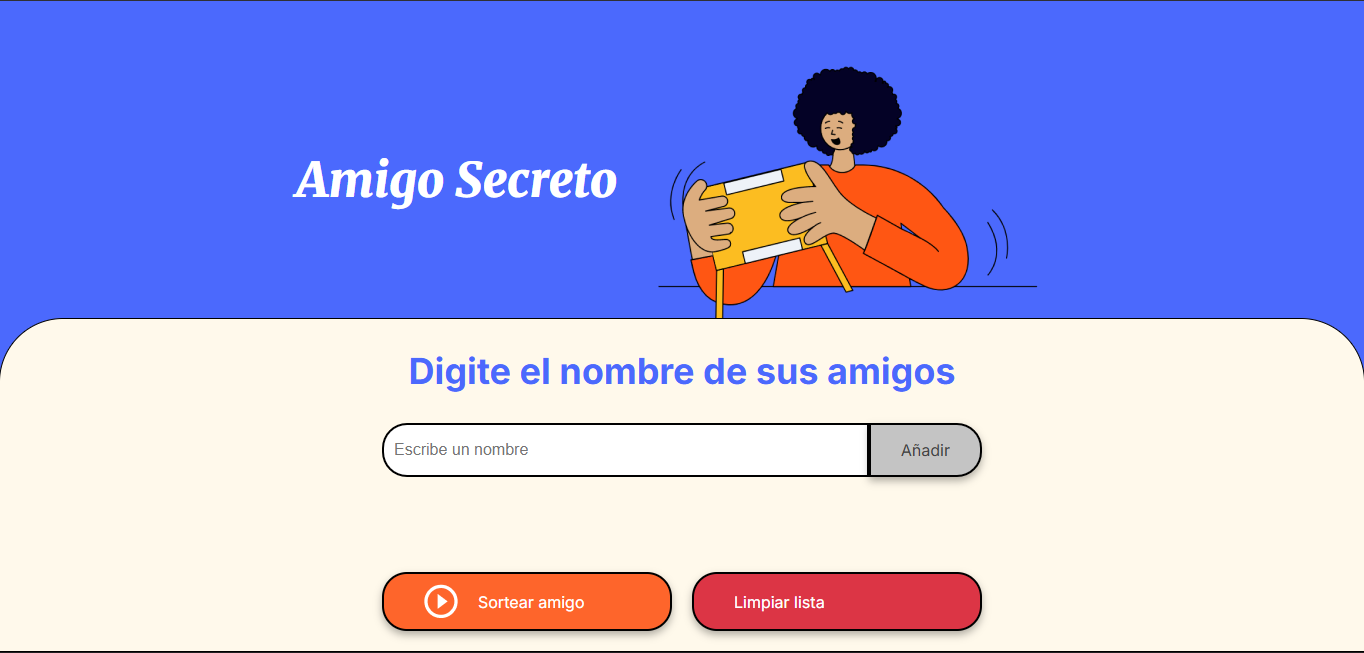 Amigo Secreto
Digite el nombre de sus amigos
Escribe un nombre
Añadir
Sortear amigo
Limpiar lista